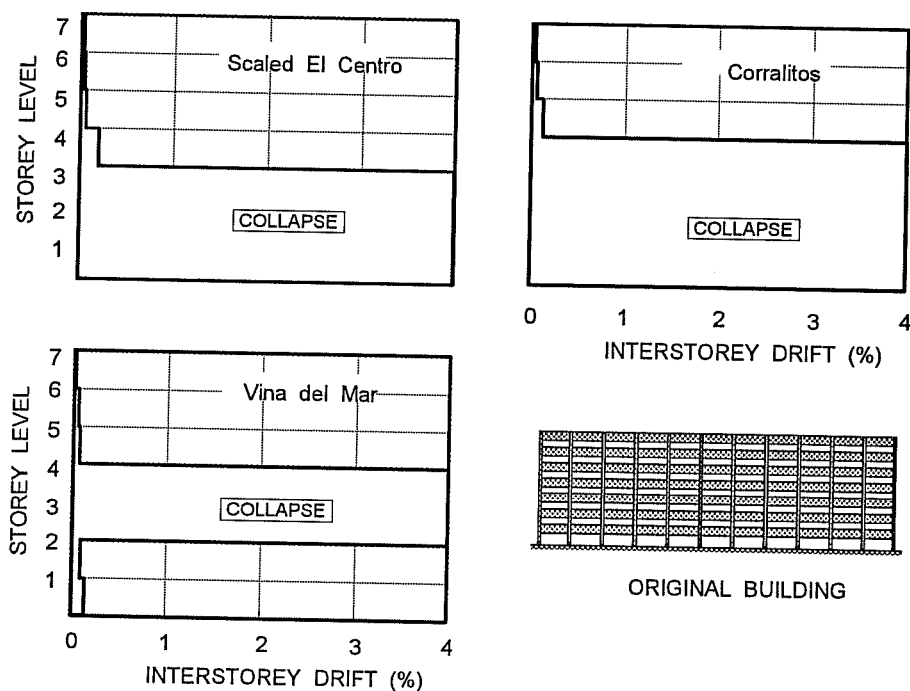 STOREY LEVEL
7
6
5
4
3
2
1
Scaled El Centro
COLLAPSE
Corralitos
COLLAPSE
0 1 2 3 4
INTERSTOREY DRIFT (%)
STOREY LEVEL
7
6
5
4
3
2
1
Vina del Mar
COLLAPSE
0 1 2 3 4
INTERSTOREY DRIFT (%)
ORIGINAL BUILDING